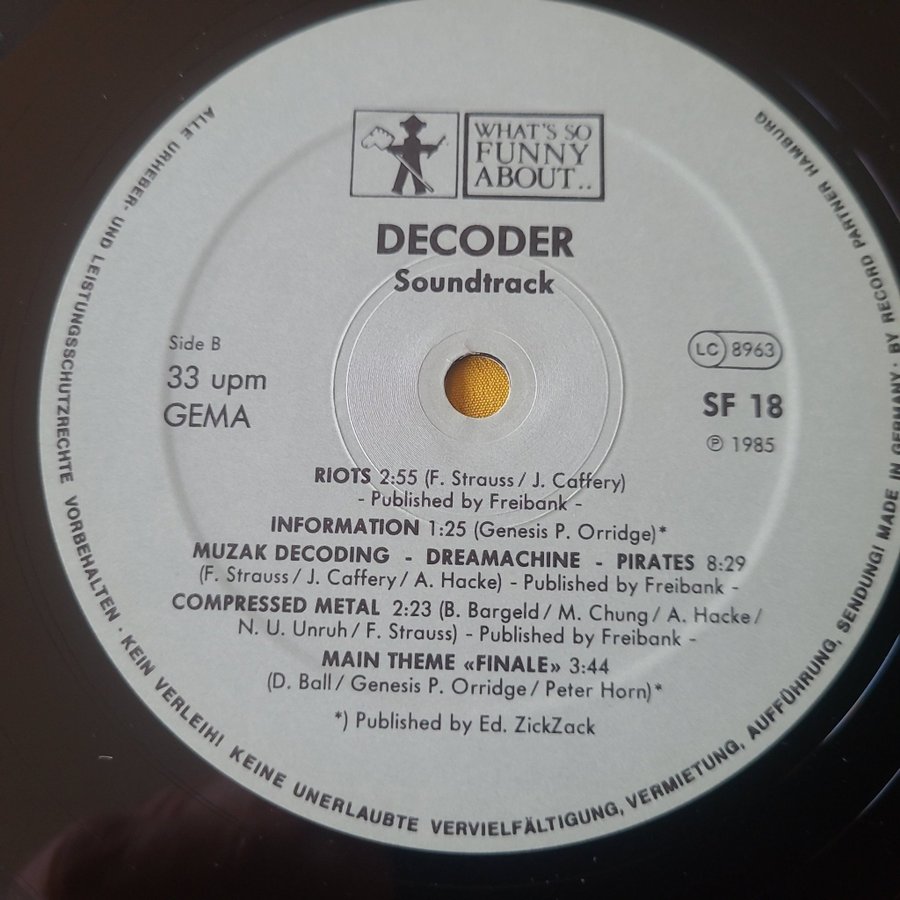 WHAT'S SO
FUNNY
ABOUT..
DECODER
Soundtrack
Side B
33 upm
GEMA
LC 8963
SF 18
℗ 1985
RIOTS 2:55 (F. Strauss/ J. Caffery)
- Published by Freibank -
INFORMATION 1:25 (Genesis P. Orridge)*
MUZAK DECODING - DREAMACHINE - PIRATES 8:29
(F. Strauss/ J. Caffery/ A. Hacke) - Published by Freibank -
COMPRESSED METAL 2:23 (B. Bargeld/ M. Chung/ A. Hacke/
N. U. Unruh/ F. Strauss) - Published by Freibank -
MAIN THEME «FINALE» 3:44
(D. Ball/ Genesis P. Orridge/ Peter Horn)*
*) Published by Ed. ZickZack
ALLE URHEBER- UND LEISTUNGSSCHUTZRECHTE VORBEHALTEN · KEIN VERLEIH! KEINE UNERLAUBTE VERVIELFÄLTIGUNG, VERMIETUNG, AUFFÜHRUNG, SENDUNG! MADE IN GERMANY · BY RECORD PARTNER HAMBURG